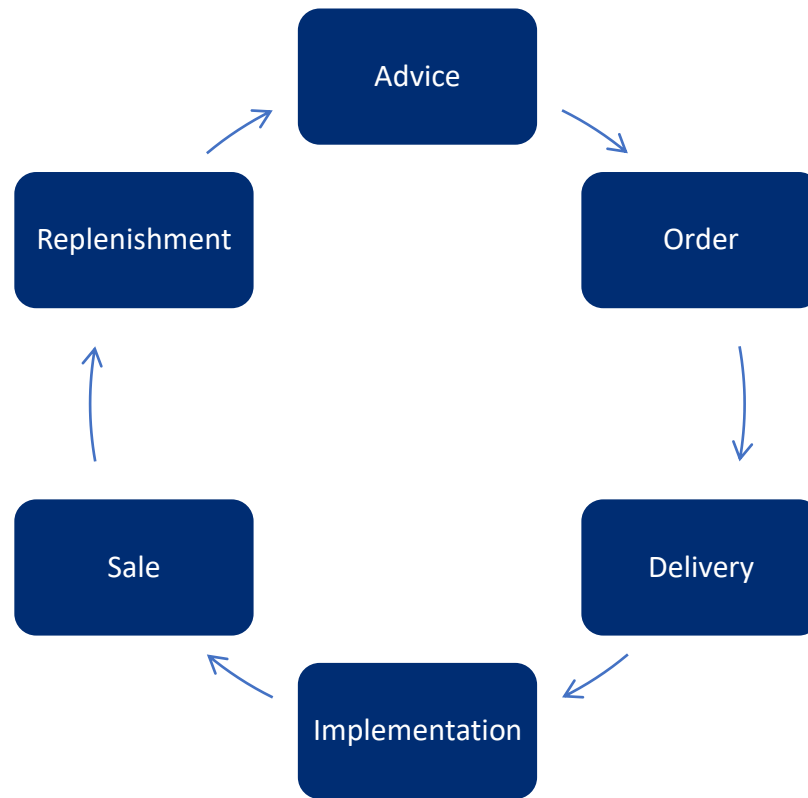 Advice
Order
Delivery
Implementation
Sale
Replenishment